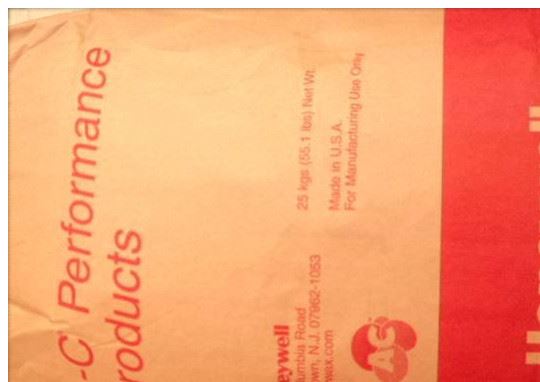 -C Performance
roducts
25 kgs (55.1 lbs) Net Wt.
Made in U.S.A.
For Manufacturing Use Only
eywell
umbia Road
wn, N.J. 07962-1053
wax.com